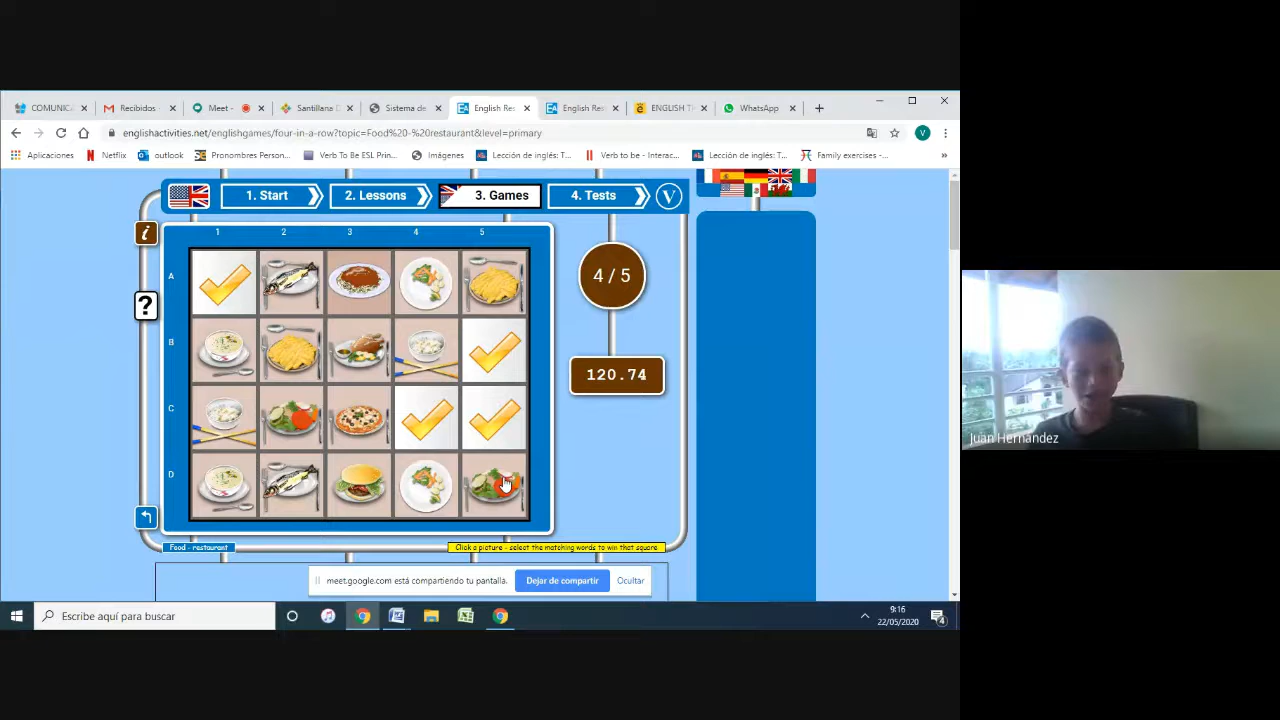 COMUNIC
Recibidos
Meet -
Santillana
Sistema de
English Re
English Re
ENGLISH T
WhatsApp
englishactivities.net/englishgames/four-in-a-row?topic=Food%20-%20restaurant&level=primary
V
Aplicaciones
Netflix
outlook
Pronombres Person...
Verb To Be ESL Prin...
Imágenes
Lección de inglés: T...
Verb to be - Interac...
Lección de inglés: T...
Family exercises -...
»
1. Start
2. Lessons
3. Games
4. Tests
V
i
1 2 3 4 5
A
4 / 5
?
B
120.74
C
Juan Hernandez
D
Food - restaurant
Click a picture - select the matching words to win that square
meet.google.com está compartiendo tu pantalla.
Dejar de compartir
Ocultar
Escribe aquí para buscar
9:16
22/05/2020
4